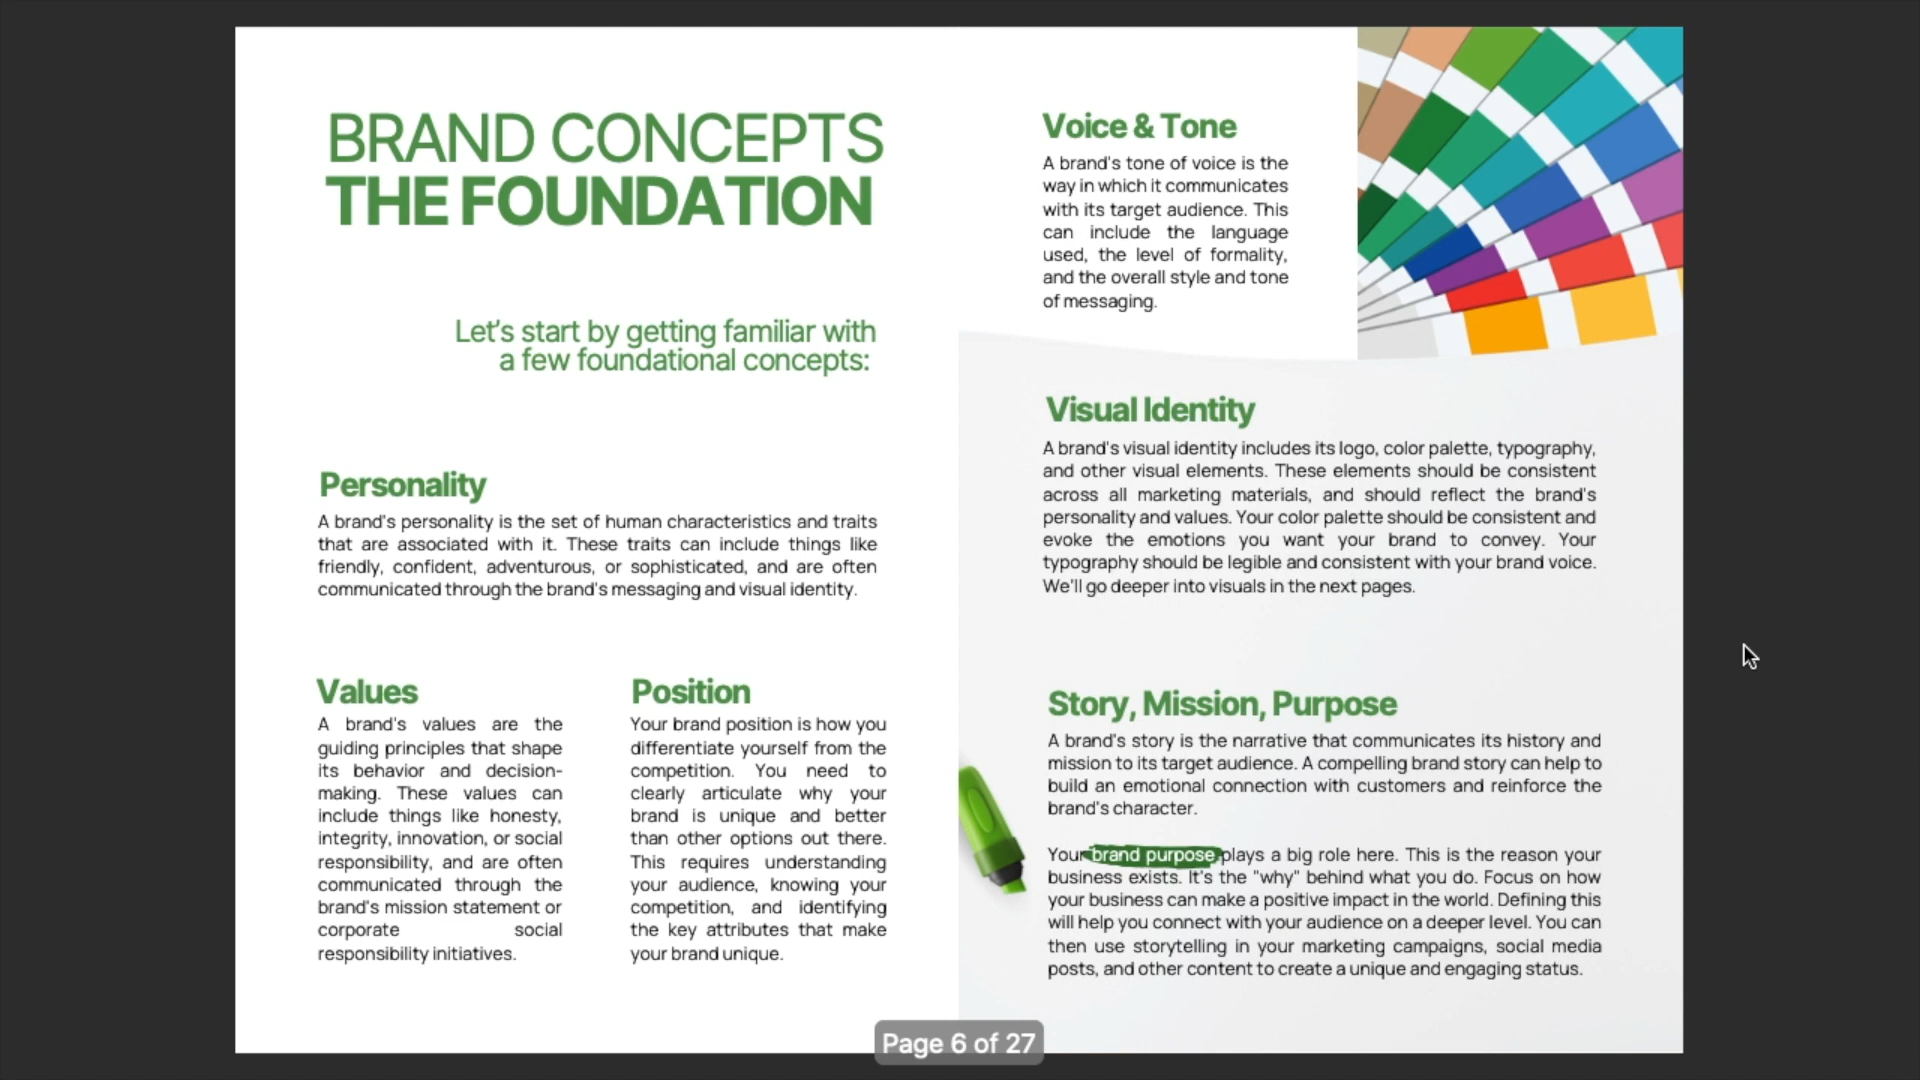 BRAND CONCEPTS
THE FOUNDATION
Let's start by getting familiar with
a few foundational concepts:
Personality
A brand's personality is the set of human characteristics and traits
that are associated with it. These traits can include things like
friendly, confident, adventurous, or sophisticated, and are often
communicated through the brand's messaging and visual identity.
Values
A brand's values are the
guiding principles that shape
its behavior and decision-
making. These values can
include things like honesty,
integrity, innovation, or social
responsibility, and are often
communicated through the
brand's mission statement or
corporate social
responsibility initiatives.
Position
Your brand position is how you
differentiate yourself from the
competition. You need to
clearly articulate why your
brand is unique and better
than other options out there.
This requires understanding
your audience, knowing your
competition, and identifying
the key attributes that make
your brand unique.
Voice & Tone
A brand's tone of voice is the
way in which it communicates
with its target audience. This
can include the language
used, the level of formality,
and the overall style and tone
of messaging.
Visual Identity
A brand's visual identity includes its logo, color palette, typography,
and other visual elements. These elements should be consistent
across all marketing materials, and should reflect the brand's
personality and values. Your color palette should be consistent and
evoke the emotions you want your brand to convey. Your
typography should be legible and consistent with your brand voice.
We'll go deeper into visuals in the next pages.
Story, Mission, Purpose
A brand's story is the narrative that communicates its history and
mission to its target audience. A compelling brand story can help to
build an emotional connection with customers and reinforce the
brand's character.
Your brand purpose plays a big role here. This is the reason your
business exists. It's the "why" behind what you do. Focus on how
your business can make a positive impact in the world. Defining this
will help you connect with your audience on a deeper level. You can
then use storytelling in your marketing campaigns, social media
posts, and other content to create a unique and engaging status.
Page 6 of 27